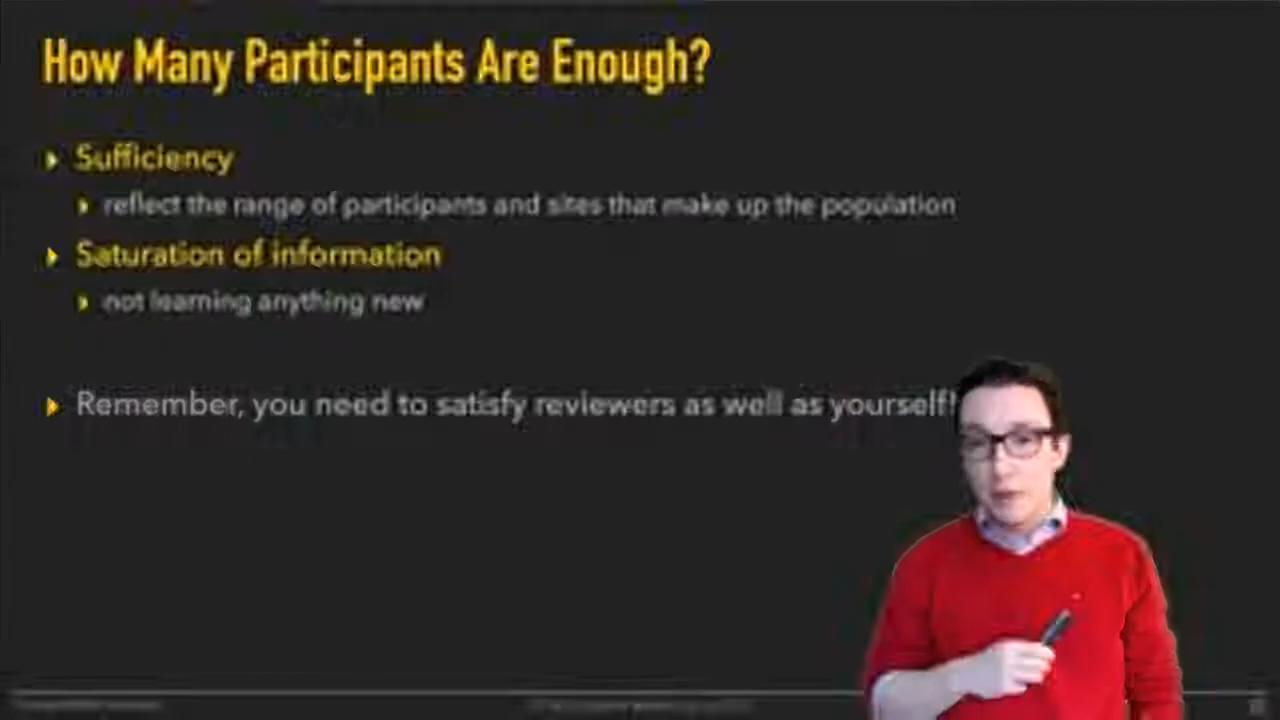 How Many Participants Are Enough?
Sufficiency
reflect the range of participants and sites that make up the population
Saturation of information
not learning anything new
Remember, you need to satisfy reviewers as well as yourself!